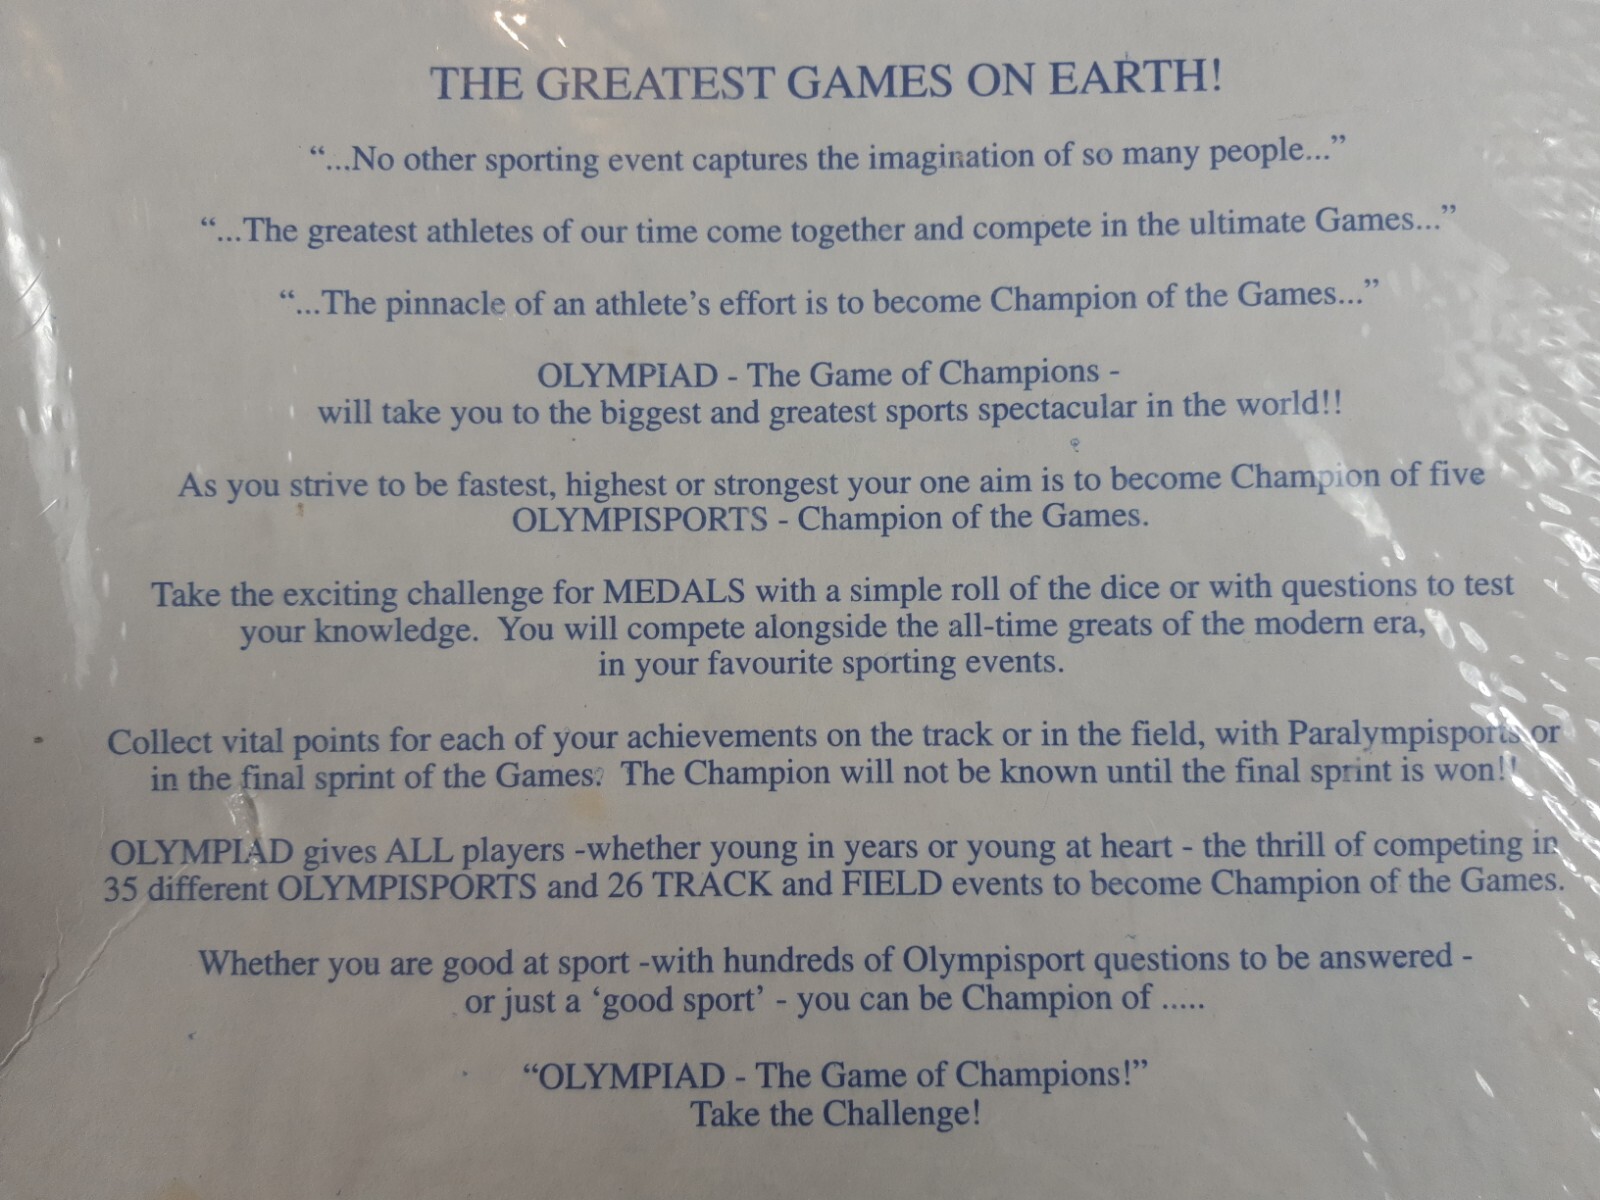 THE GREATEST GAMES ON EARTH!
“...No other sporting event captures the imagination of so many people...”
“...The greatest athletes of our time come together and compete in the ultimate Games...”
“...The pinnacle of an athlete’s effort is to become Champion of the Games...”
OLYMPIAD - The Game of Champions -
will take you to the biggest and greatest sports spectacular in the world!!
As you strive to be fastest, highest or strongest your one aim is to become Champion of five
OLYMPISPORTS - Champion of the Games.
Take the exciting challenge for MEDALS with a simple roll of the dice or with questions to test
your knowledge.  You will compete alongside the all-time greats of the modern era,
in your favourite sporting events.
Collect vital points for each of your achievements on the track or in the field, with Paralympisports or
in the final sprint of the Games.  The Champion will not be known until the final sprint is won!!
OLYMPIAD gives ALL players -whether young in years or young at heart - the thrill of competing in
35 different OLYMPISPORTS and 26 TRACK and FIELD events to become Champion of the Games.
Whether you are good at sport -with hundreds of Olympisport questions to be answered -
or just a ‘good sport’ - you can be Champion of .....
“OLYMPIAD - The Game of Champions!”
Take the Challenge!